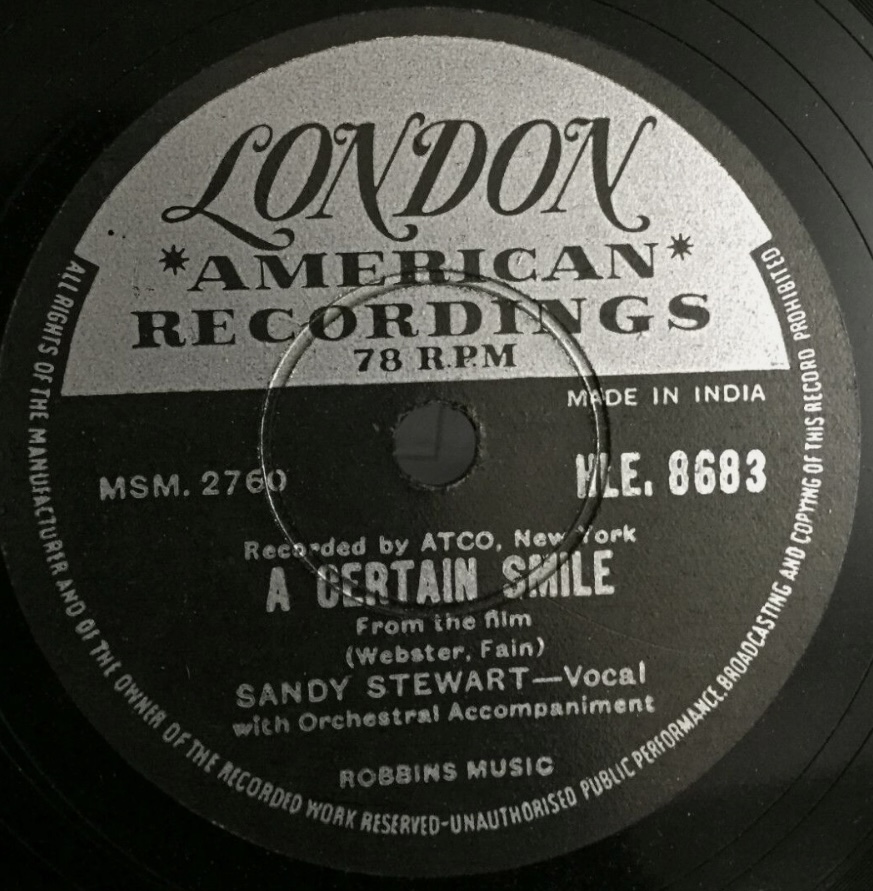 LONDON
*AMERICAN*
RECORDINGS
78 R.P.M
MADE IN INDIA
MSM. 2760
HLE. 8683
Recorded by ATCO, New York
A CERTAIN SMILE
From the film
(Webster, Fain)
SANDY STEWART—Vocal
with Orchestral Accompaniment
ROBBINS MUSIC
ALL RIGHTS OF THE MANUFACTURER AND OF THE OWNER OF THE RECORDED WORK RESERVED-UNAUTHORISED PUBLIC PERFORMANCE, BROADCASTING AND COPYING OF THIS RECORD PROHIBITED